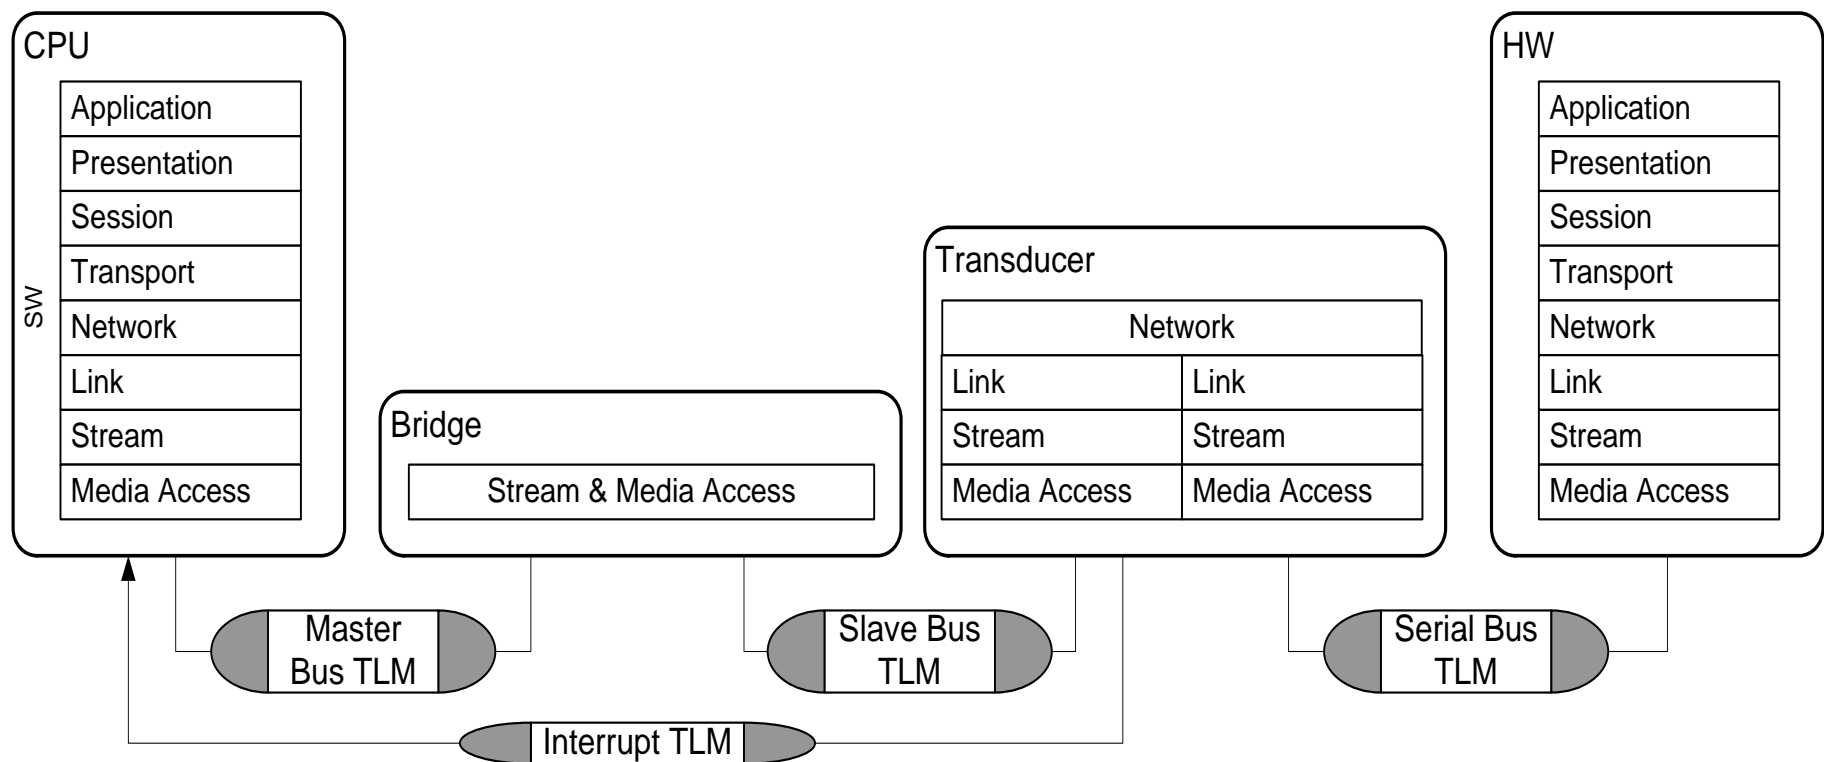 CPU
SW
Application
Presentation
Session
Transport
Network
Link
Stream
Media Access
Bridge
Stream & Media Access
Transducer
Network
Link
Link
Stream
Stream
Media Access
Media Access
HW
Application
Presentation
Session
Transport
Network
Link
Stream
Media Access
Master
Bus TLM
Slave Bus
TLM
Serial Bus
TLM
Interrupt TLM